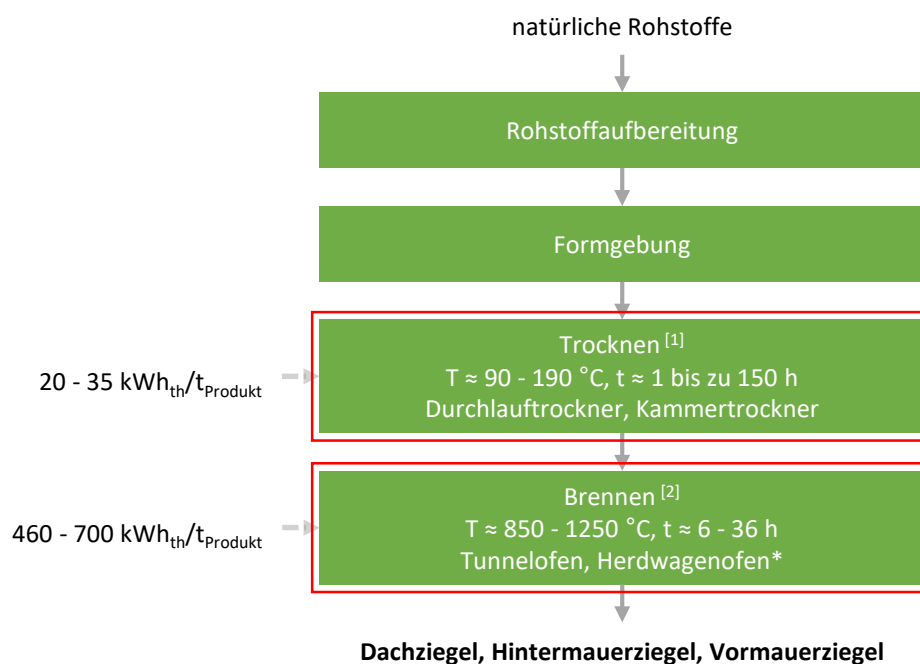 natürliche Rohstoffe
Rohstoffaufbereitung
Formgebung
Trocknen [1]
T ≈ 90 - 190 °C, t ≈ 1 bis zu 150 h
Durchlauftrockner, Kammertrockner
20 - 35 kWhth/tProdukt
Brennen [2]
T ≈ 850 - 1250 °C, t ≈ 6 - 36 h
Tunnelofen, Herdwagenofen*
460 - 700 kWhth/tProdukt
Dachziegel, Hintermauerziegel, Vormauerziegel